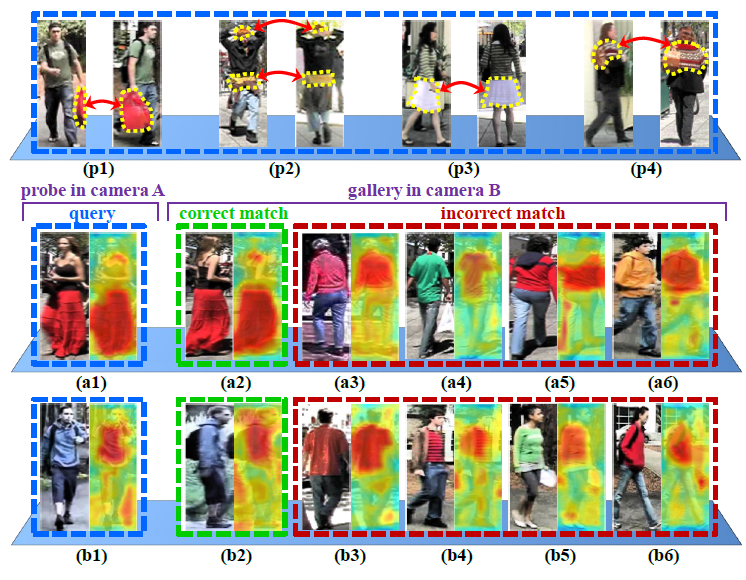 (p1) (p2) (p3) (p4)
probe in camera A gallery in camera B
query correct match incorrect match
(a1) (a2) (a3) (a4) (a5) (a6)
(b1) (b2) (b3) (b4) (b5) (b6)